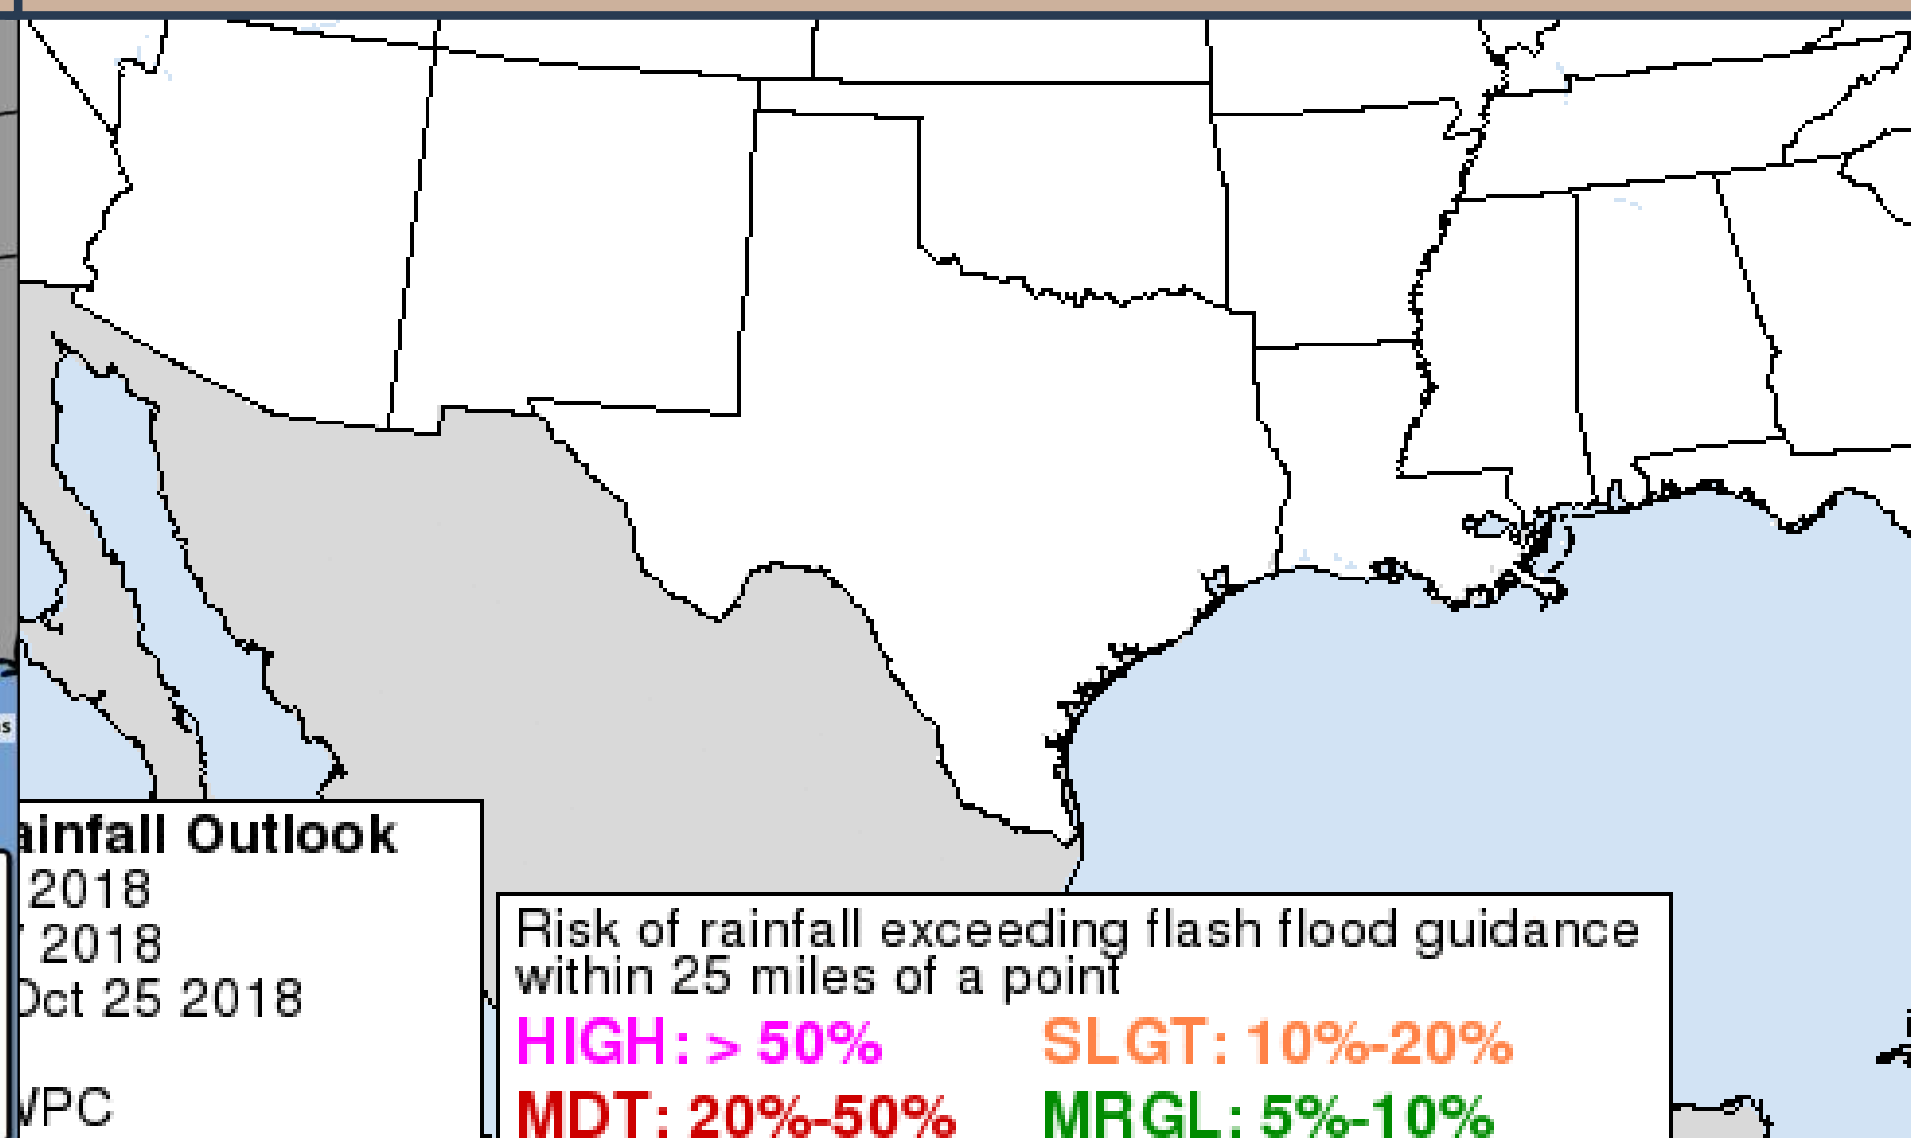 ainfall Outlook
2018
2018
Oct 25 2018
WPC
Risk of rainfall exceeding flash flood guidance
within 25 miles of a point
HIGH: > 50%
SLGT: 10%-20%
MDT: 20%-50%
MRGL: 5%-10%